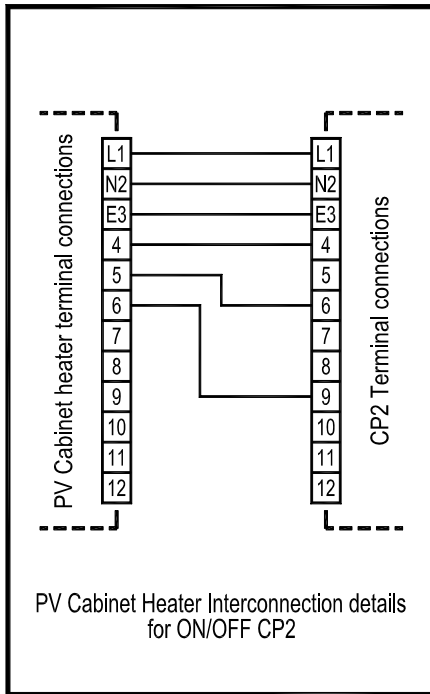 PV Cabinet heater terminal connections
L1
N2
E3
4
5
6
7
8
9
10
11
12
L1
N2
E3
4
5
6
7
8
9
10
11
12
CP2 Terminal connections
PV Cabinet Heater Interconnection details
for ON/OFF CP2